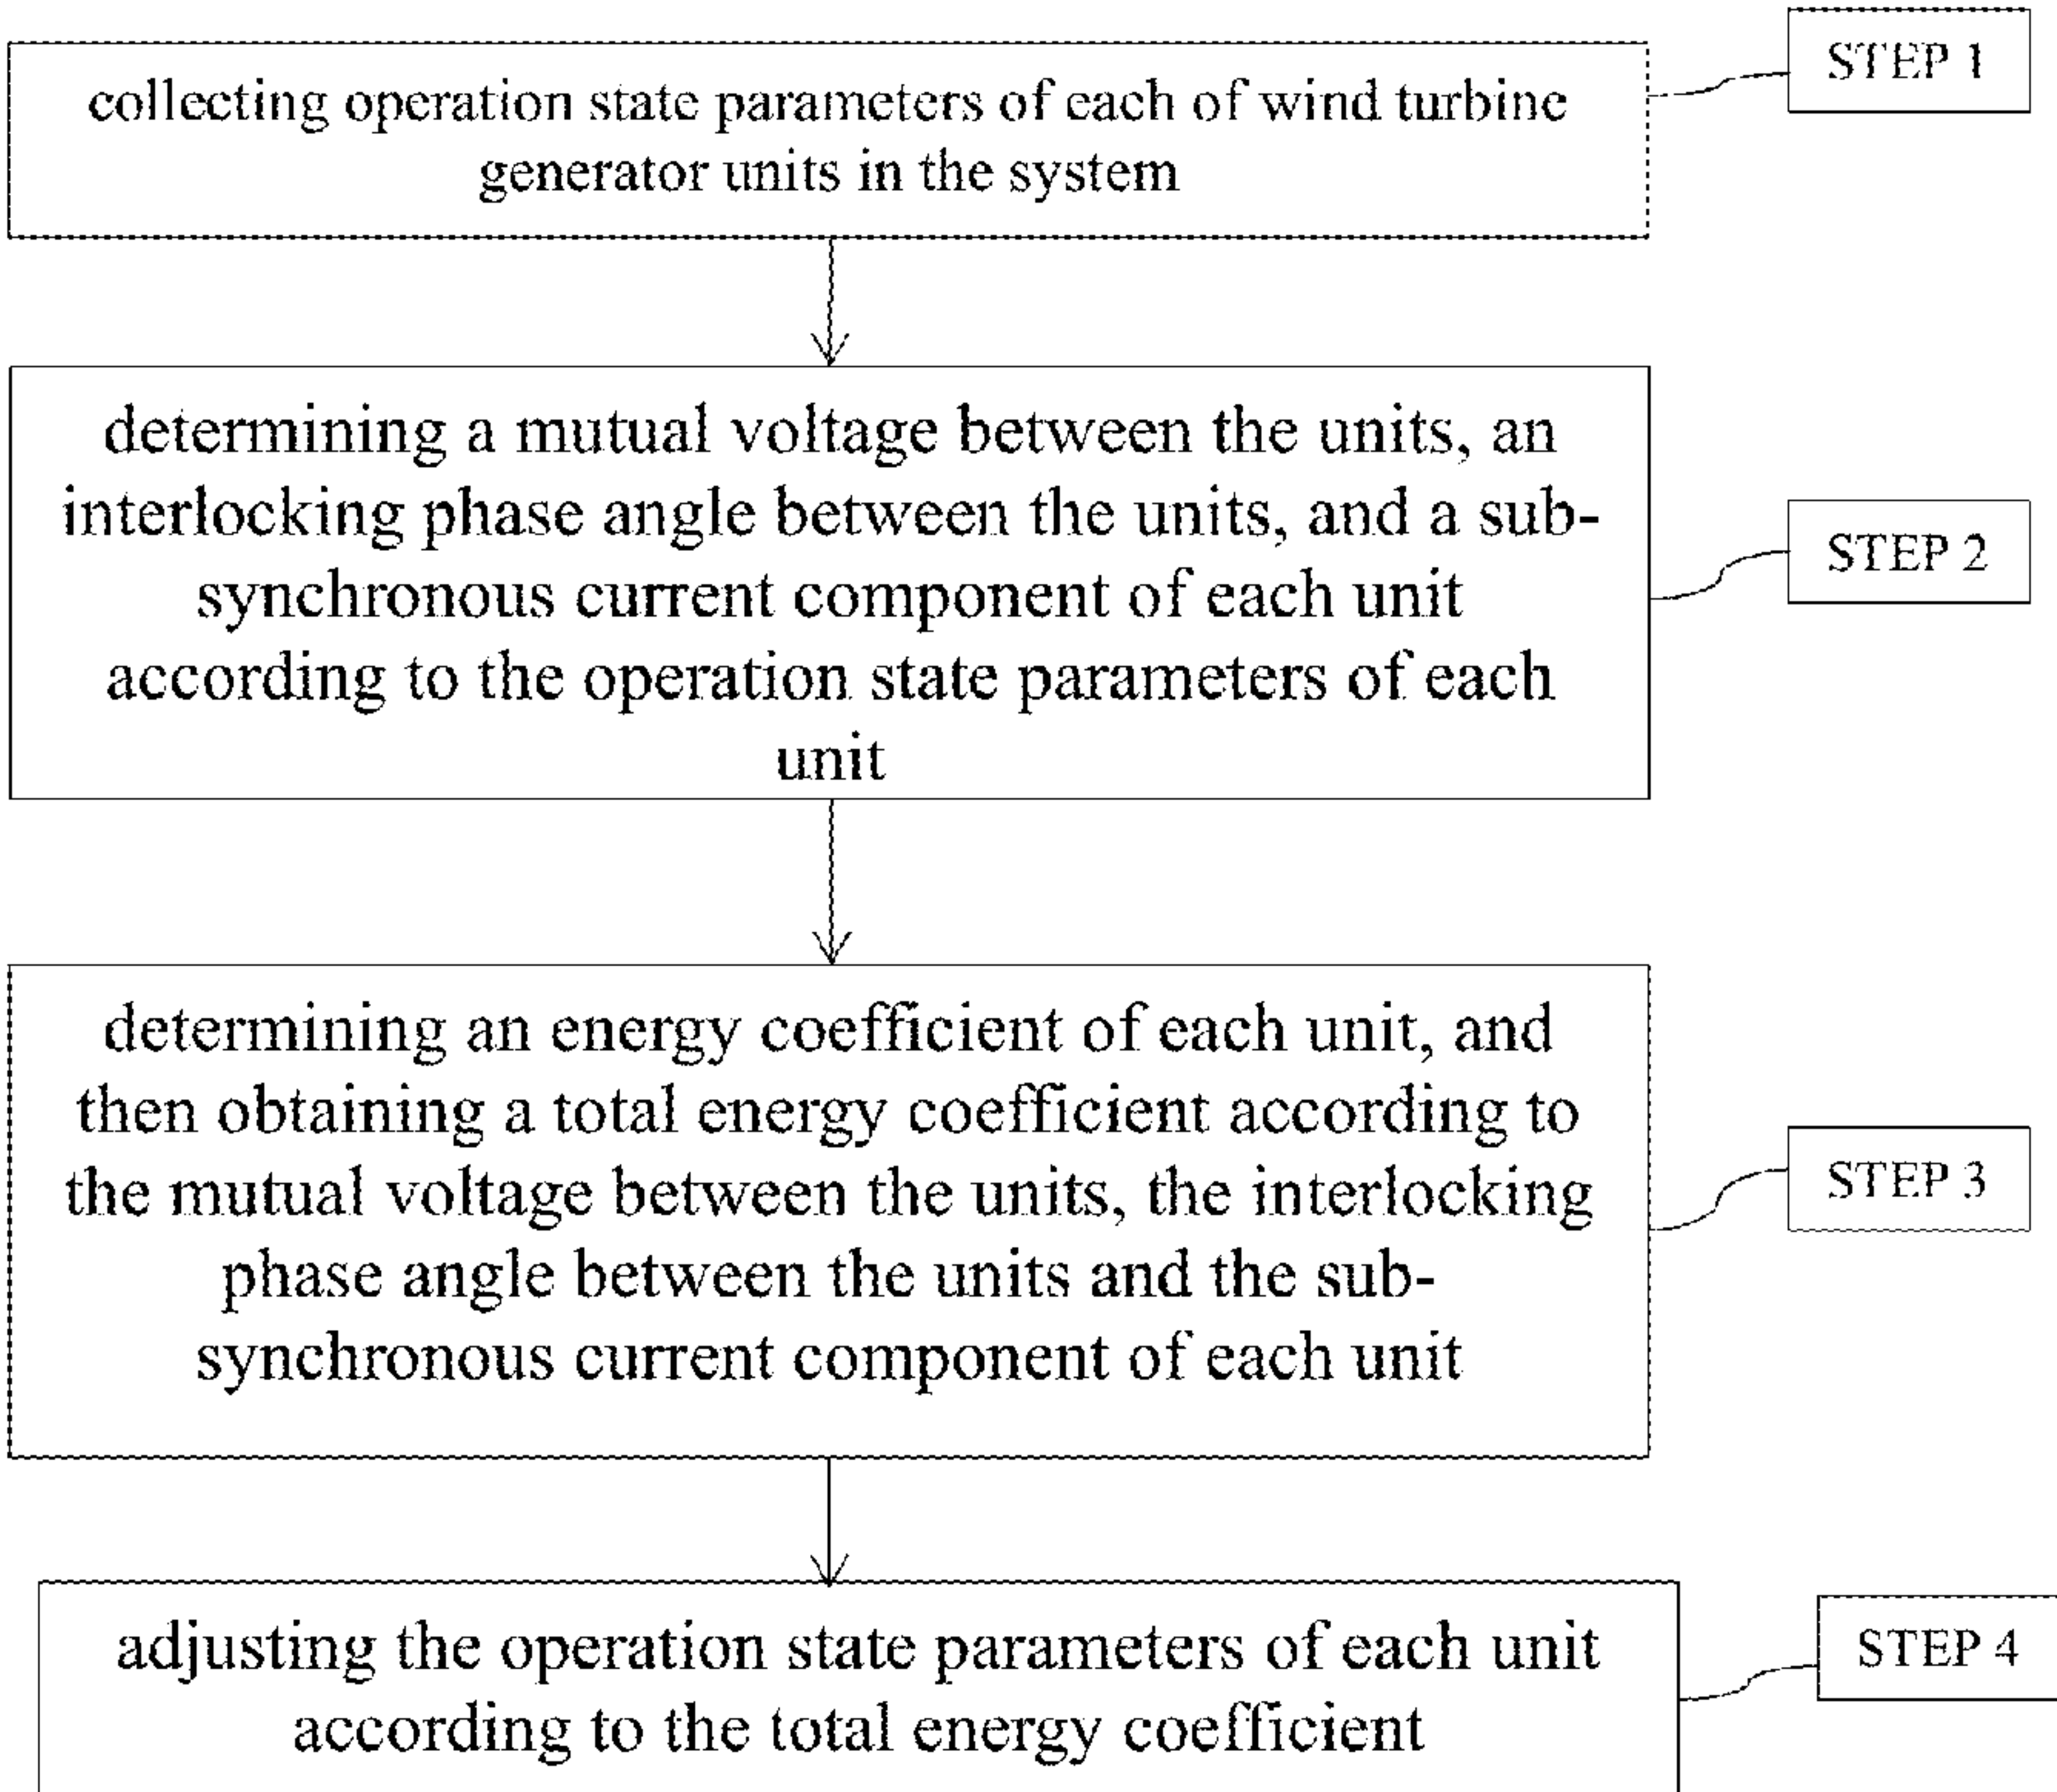 STEP 1
collecting operation state parameters of each of wind turbine
generator units in the system
determining a mutual voltage between the units, an
interlocking phase angle between the units, and a sub-
synchronous current component of each unit
according to the operation state parameters of each
unit
STEP 2
determining an energy coefficient of each unit, and
then obtaining a total energy coefficient according to
the mutual voltage between the units, the interlocking
phase angle between the units and the sub-
synchronous current component of each unit
STEP 3
adjusting the operation state parameters of each unit
according to the total energy coefficient
STEP 4